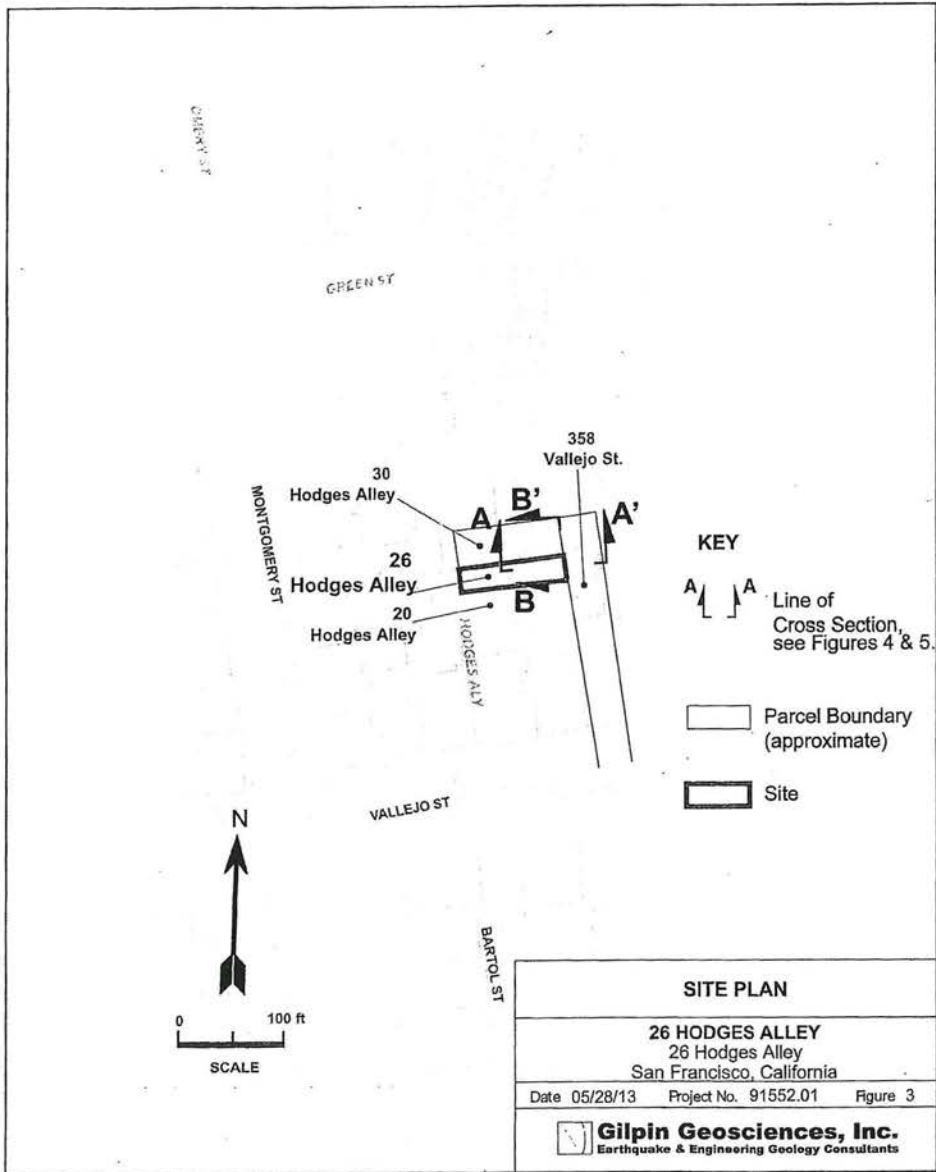 GREEN ST
358
Vallejo St.
30
Hodges Alley
A
B'
A'
MONTGOMERY ST
26
Hodges Alley
B
20
Hodges Alley
HODGES ALY
KEY
A A
Line of
Cross Section,
see Figures 4 & 5.
Parcel Boundary
(approximate)
Site
VALLEJO ST
N
BARTOL ST
0 100 ft
SCALE
SITE PLAN
26 HODGES ALLEY
26 Hodges Alley
San Francisco, California
Date 05/28/13 Project No. 91552.01 Figure 3
Gilpin Geosciences, Inc.
Earthquake & Engineering Geology Consultants